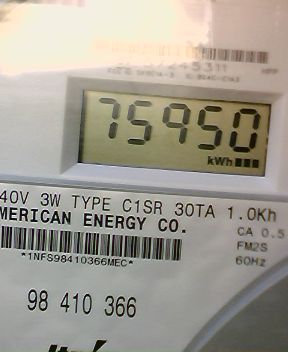 75950
kWh
40V 3W TYPE C1SR 30TA 1.0Kh
MERICAN ENERGY CO.
CA 0.5
FM2S
60Hz
*1NFS98410366MEC*
98 410 366